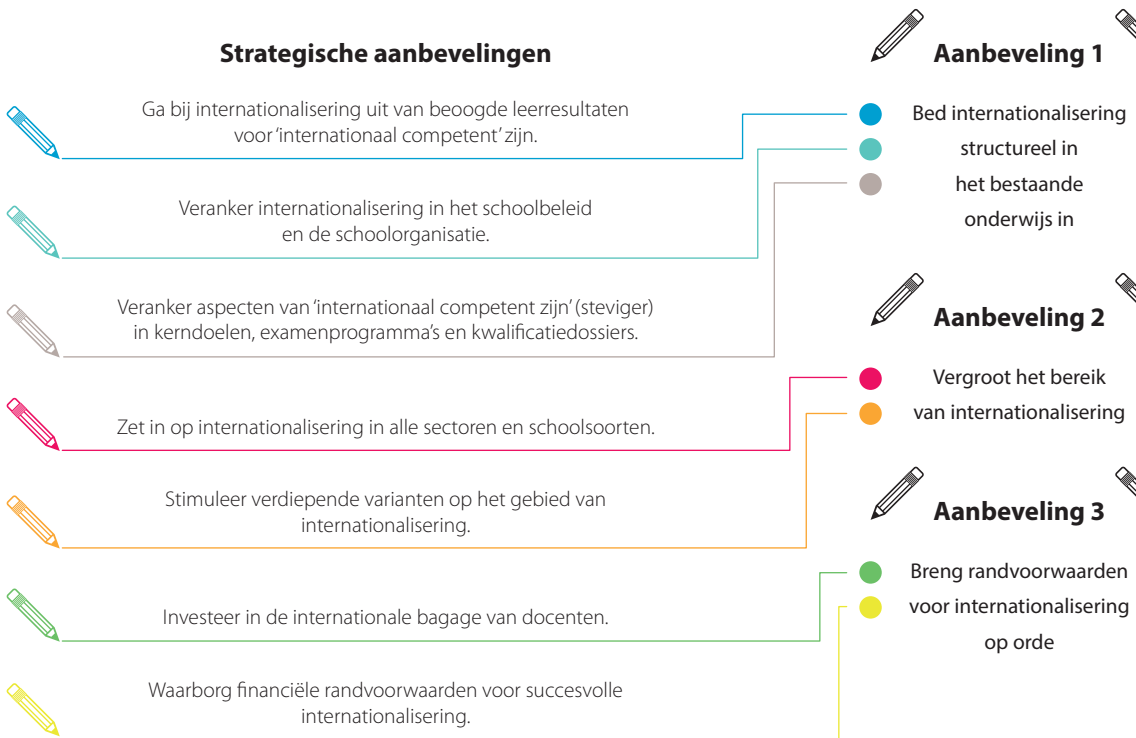 Strategische aanbevelingen
Ga bij internationalisering uit van beoogde leerresultaten
voor ‘internationaal competent’ zijn.
Veranker internationalisering in het schoolbeleid
en de schoolorganisatie.
Veranker aspecten van ‘internationaal competent zijn’ (steviger)
in kerndoelen, examenprogramma’s en kwalificatiedossiers.
Zet in op internationalisering in alle sectoren en schoolsoorten.
Stimuleer verdiepende varianten op het gebied van
internationalisering.
Investeer in de internationale bagage van docenten.
Waarborg financiële randvoorwaarden voor succesvolle
internationalisering.
Aanbeveling 1
Bed internationalisering
structureel in
het bestaande
onderwijs in
Aanbeveling 2
Vergroot het bereik
van internationalisering
Aanbeveling 3
Breng randvoorwaarden
voor internationalisering
op orde